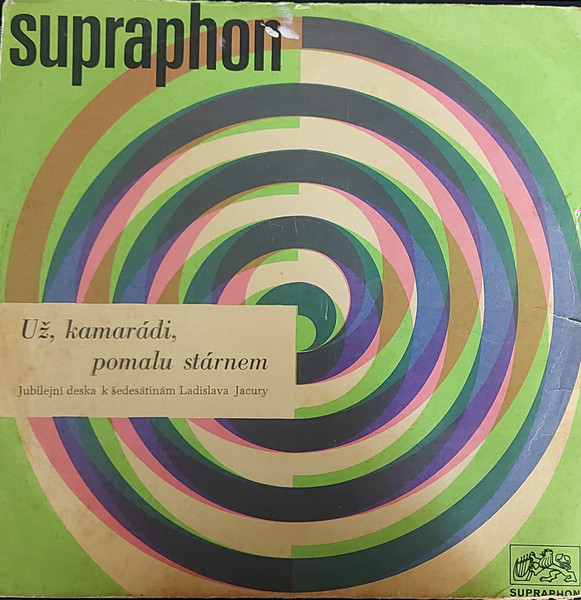 supraphon
Už, kamarádi,
pomalu stárnem
Jubilejní deska k šedesátinám Ladislava Jacury
SUPRAPHON